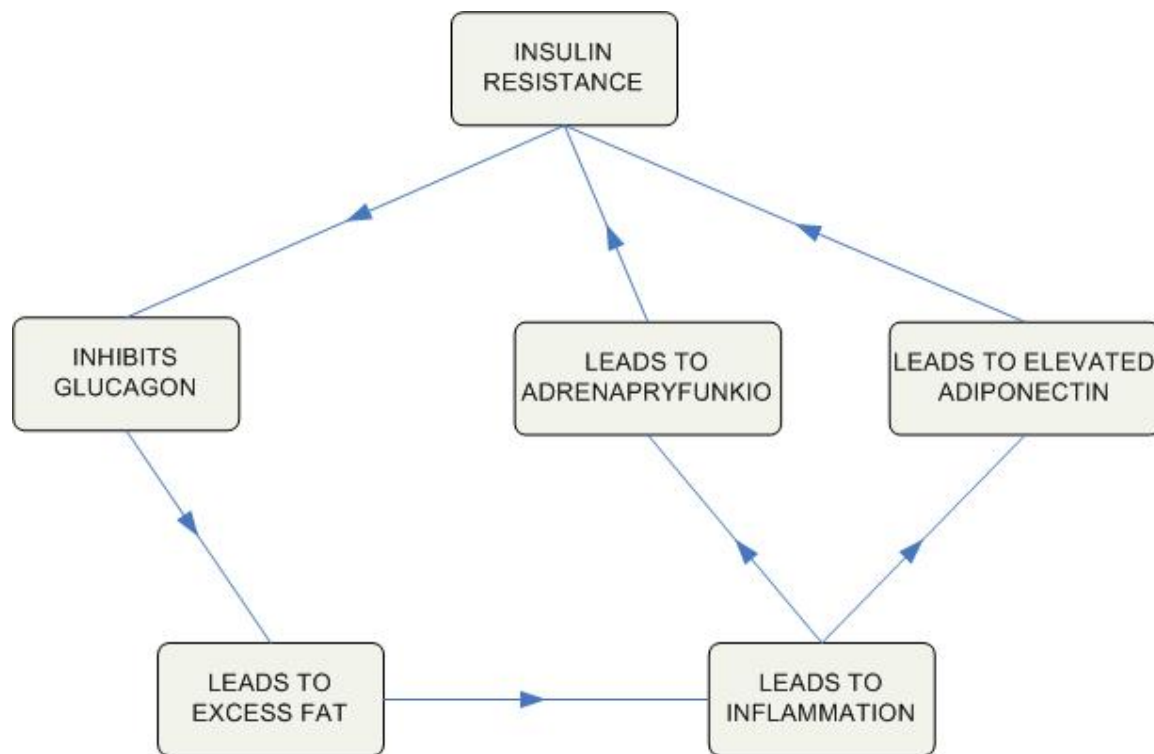 INSULIN
RESISTANCE
INHIBITS
GLUCAGON
LEADS TO
ADRENAPRYFUNKIO
LEADS TO ELEVATED
ADIPONECTIN
LEADS TO
EXCESS FAT
LEADS TO
INFLAMMATION